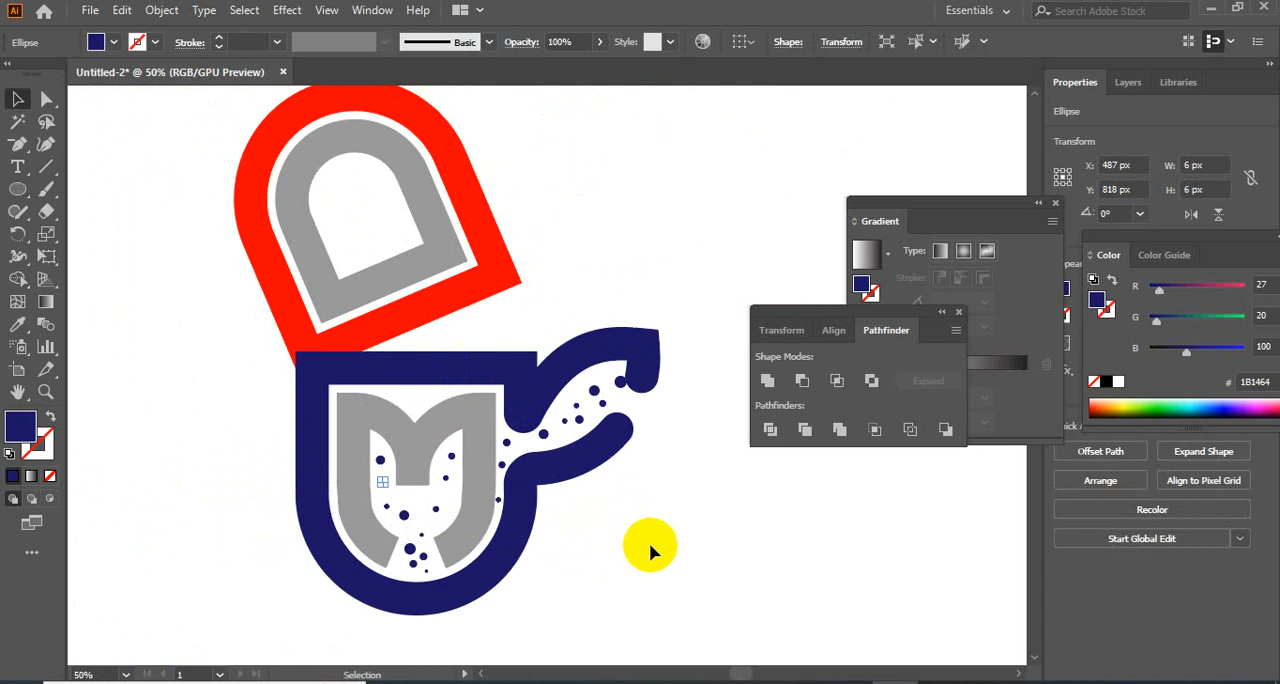 Ai File Edit Object Type Select Effect View Window Help Essentials Search Adobe Stock
Ellipse Stroke: Basic Opacity: 100% Style: Shape: Transform
Untitled-2* @ 50% (RGB/GPU Preview)
Properties Layers Libraries
Ellipse
Transform
X: 487 px W: 6 px
Y: 818 px H: 6 px
0°
Gradient
Type:
Stroke:
Color Color Guide
R 27
G 20
B 100
# 1B1464
Transform Align Pathfinder
Shape Modes:
Expand
Pathfinders:
Offset Path Expand Shape
Arrange Align to Pixel Grid
Recolor
Start Global Edit
50% 1 Selection